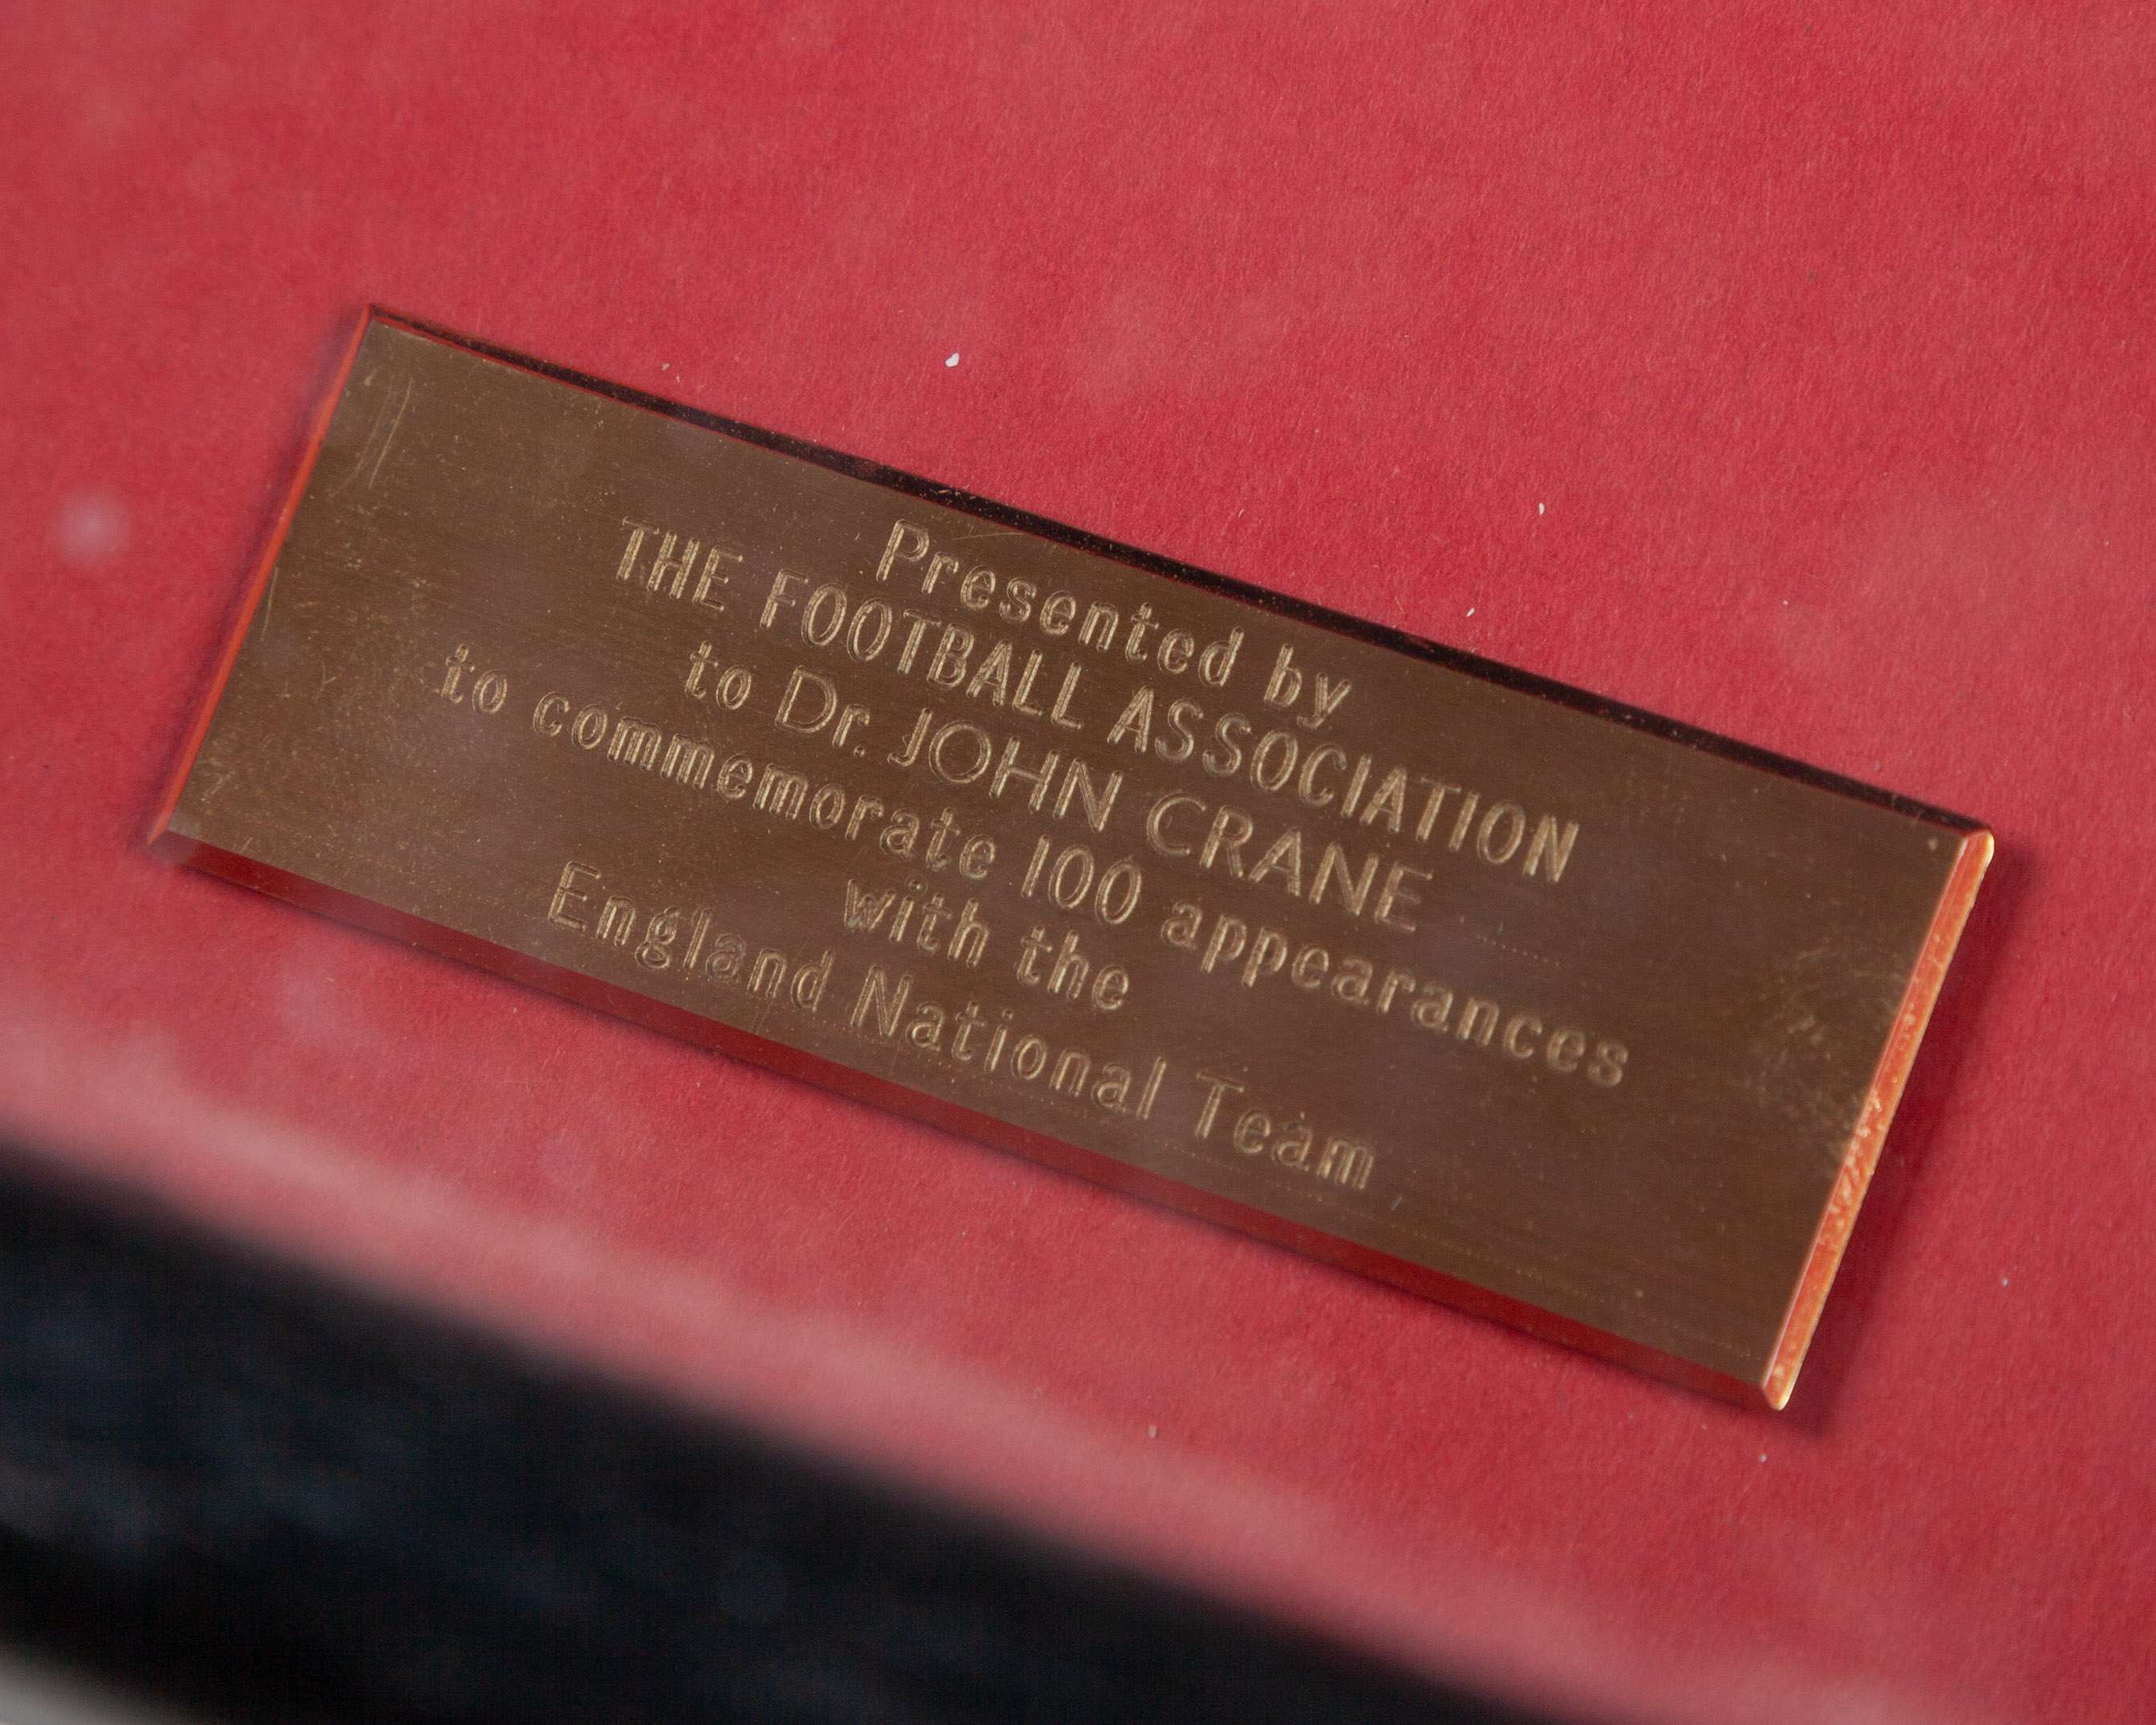 Presented by
THE FOOTBALL ASSOCIATION
to Dr. JOHN CRANE
to commemorate 100 appearances
with the
England National Team